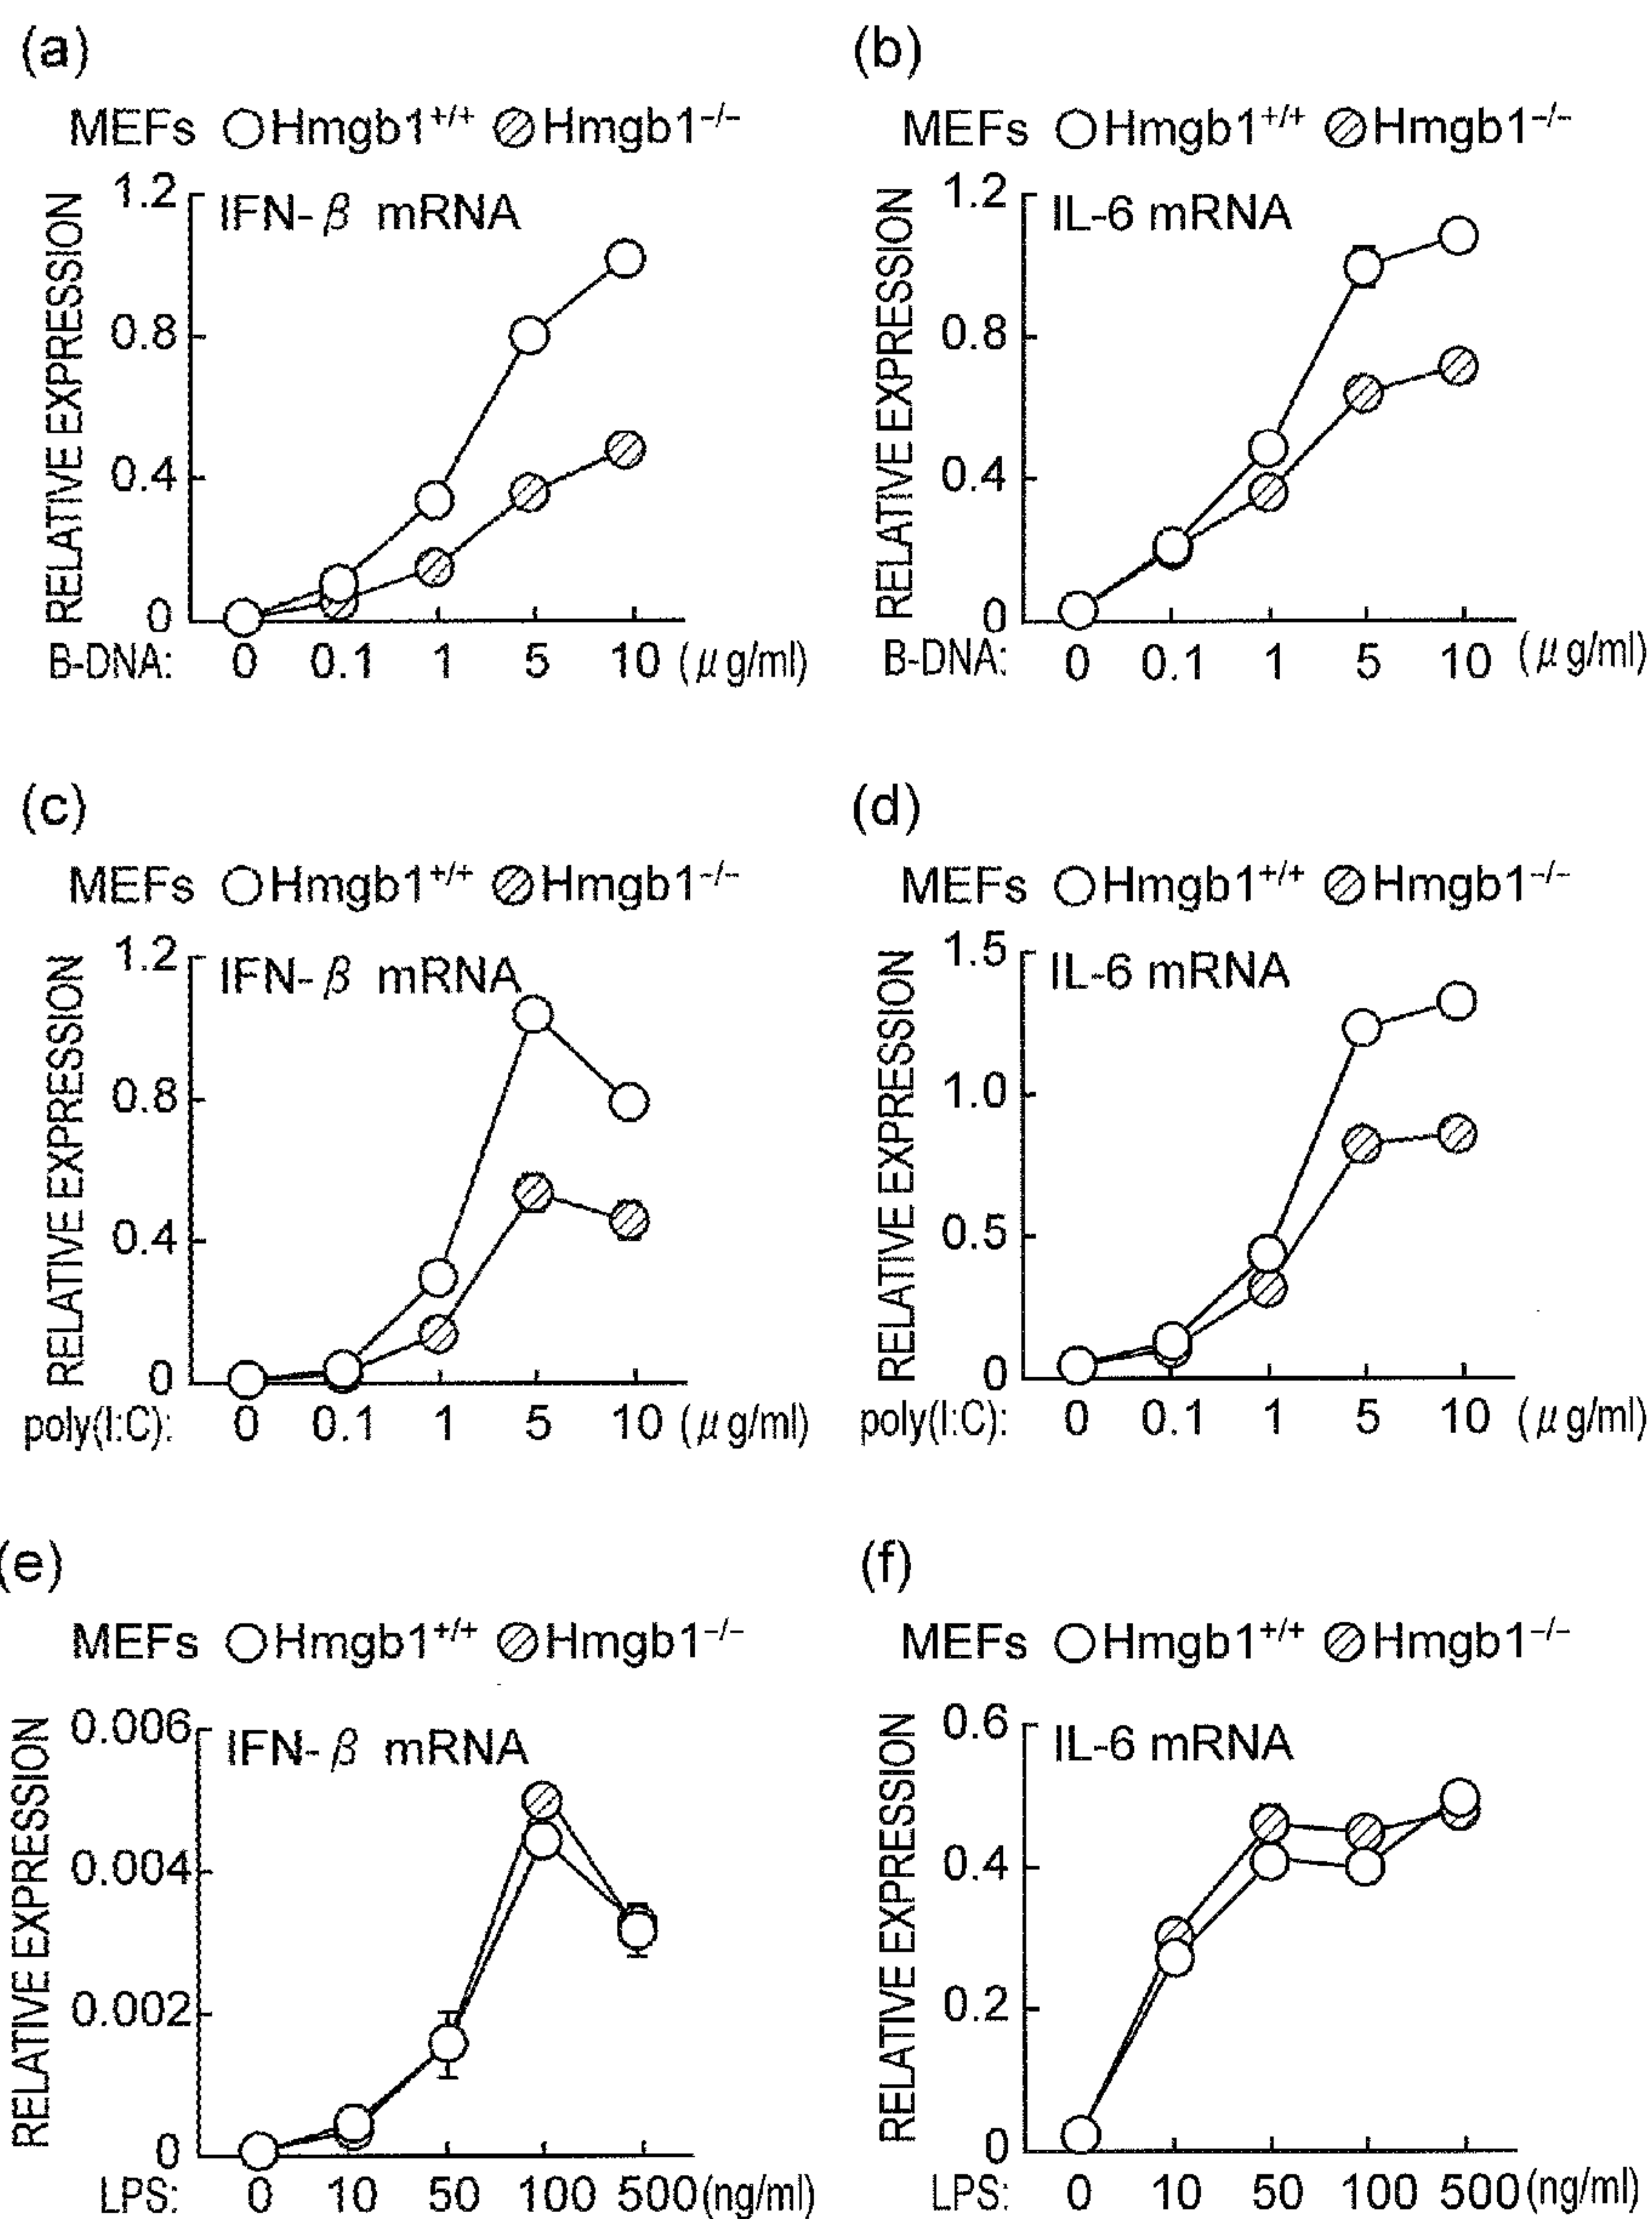 (a)
MEFs ○Hmgb1+/+ Hmgb1−/−
RELATIVE EXPRESSION
IFN-β mRNA
1.2
0.8
0.4
0
B-DNA: 0 0.1 1 5 10 (μg/ml)
(b)
MEFs ○Hmgb1+/+ Hmgb1−/−
RELATIVE EXPRESSION
IL-6 mRNA
1.2
0.8
0.4
0
B-DNA: 0 0.1 1 5 10 (μg/ml)
(c)
MEFs ○Hmgb1+/+ Hmgb1−/−
RELATIVE EXPRESSION
IFN-β mRNA
1.2
0.8
0.4
0
poly(I:C): 0 0.1 1 5 10 (μg/ml)
(d)
MEFs ○Hmgb1+/+ Hmgb1−/−
RELATIVE EXPRESSION
IL-6 mRNA
1.5
1.0
0.5
0
poly(I:C): 0 0.1 1 5 10 (μg/ml)
(e)
MEFs ○Hmgb1+/+ Hmgb1−/−
RELATIVE EXPRESSION
IFN-β mRNA
0.006
0.004
0.002
0
LPS: 0 10 50 100 500(ng/ml)
(f)
MEFs ○Hmgb1+/+ Hmgb1−/−
RELATIVE EXPRESSION
IL-6 mRNA
0.6
0.4
0.2
0
LPS: 0 10 50 100 500(ng/ml)